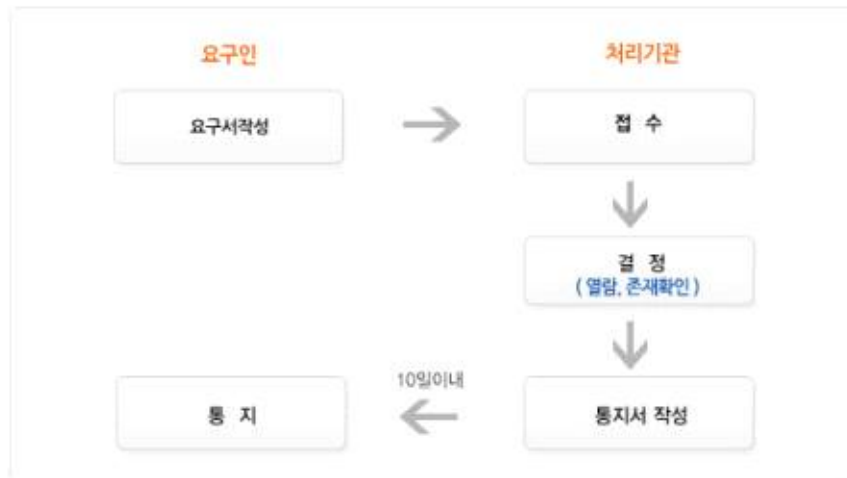 요구인
처리기관
요구서작성
접 수
결 정
( 열람, 존재확인 )
10일이내
통 지
통지서 작성